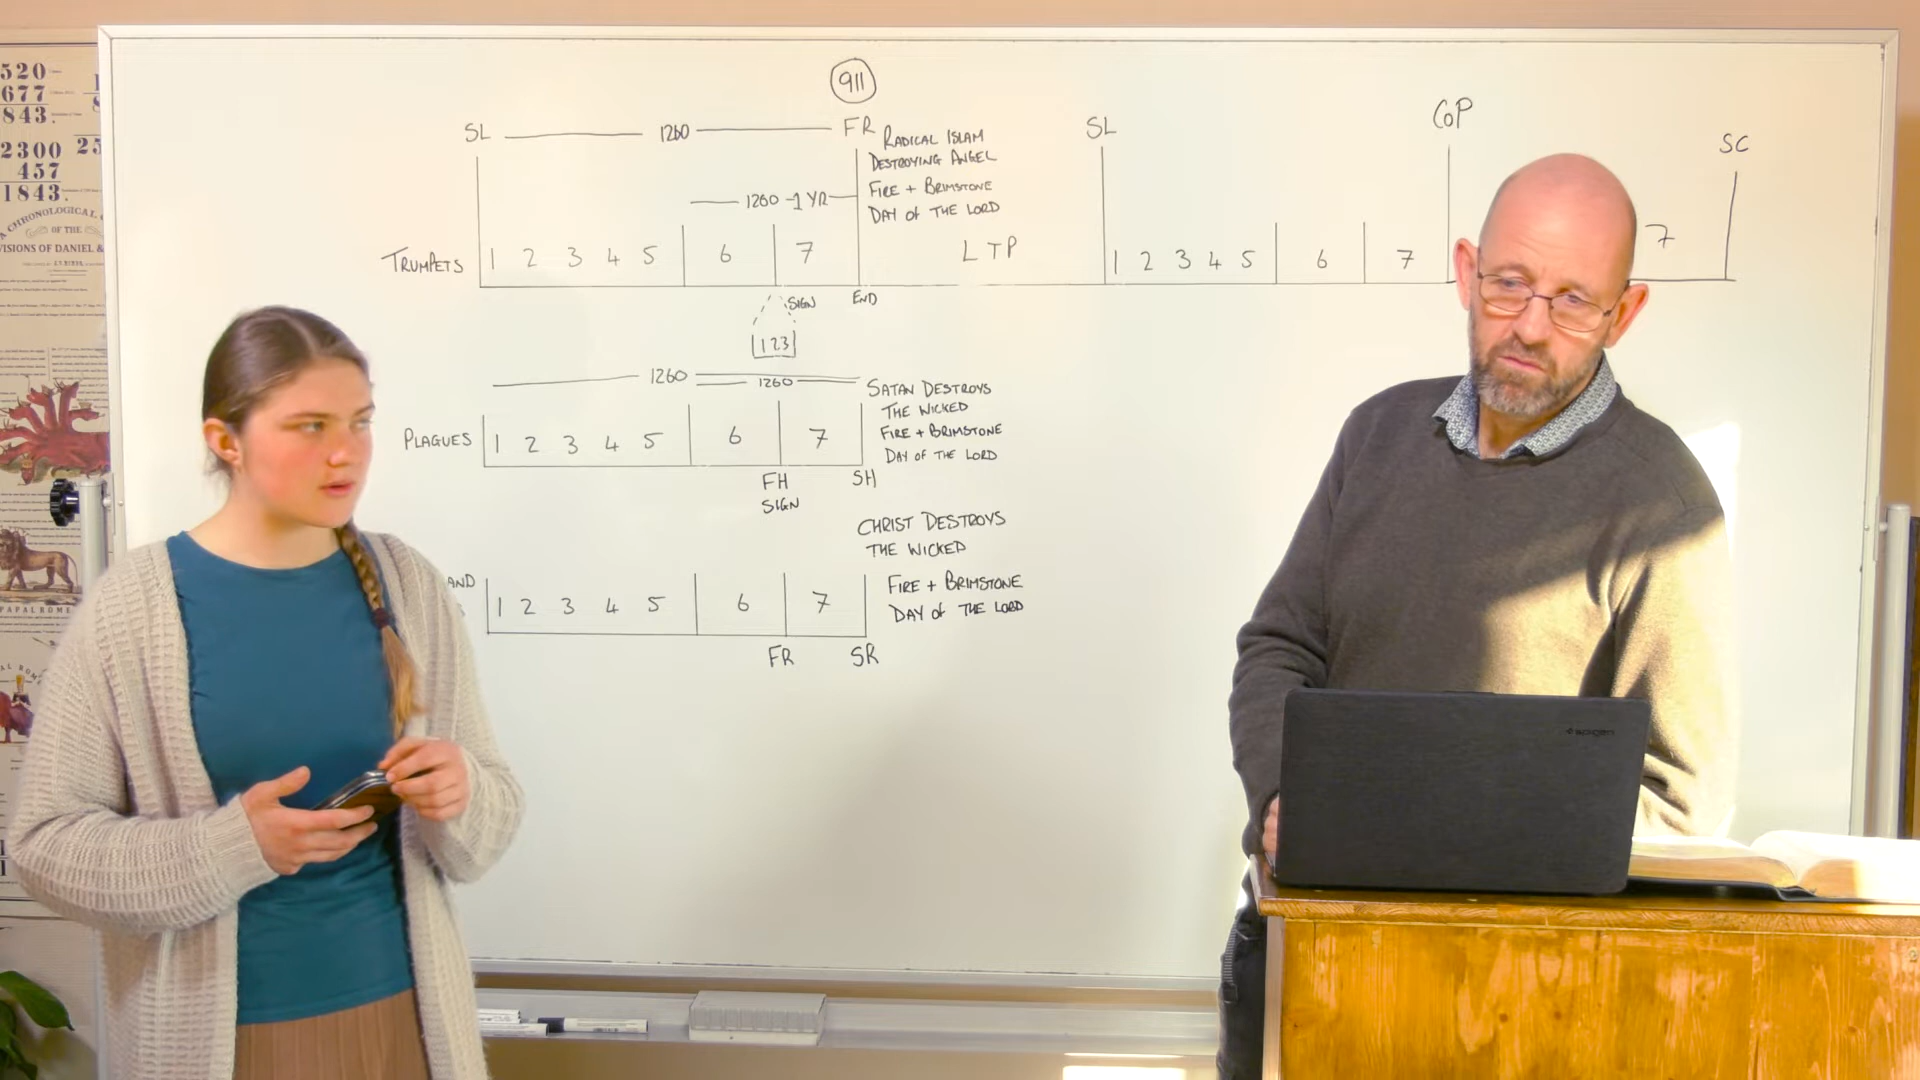 520
677
843.
2300
457
1843.
25
CHRONOLOGICAL
OF THE
VISIONS OF DANIEL &
PAPAL ROME
911
SL 1260 FR
RADICAL ISLAM
DESTROYING ANGEL
FIRE + BRIMSTONE
DAY of THE LORD
1260 -1 YR
TRUMPETS 1 2 3 4 5 6 7
SIGN END
123
LTP
SL COP SC
1 2 3 4 5 6 7 7
1260 1260
SATAN DESTROYS
THE WICKED
FIRE + BRIMSTONE
DAY OF THE LORD
PLAGUES 1 2 3 4 5 6 7
FH SH
SIGN
CHRIST DESTROYS
THE WICKED
FIRE + BRIMSTONE
DAY of THE LORD
AND 1 2 3 4 5 6 7
FR SR
spigen